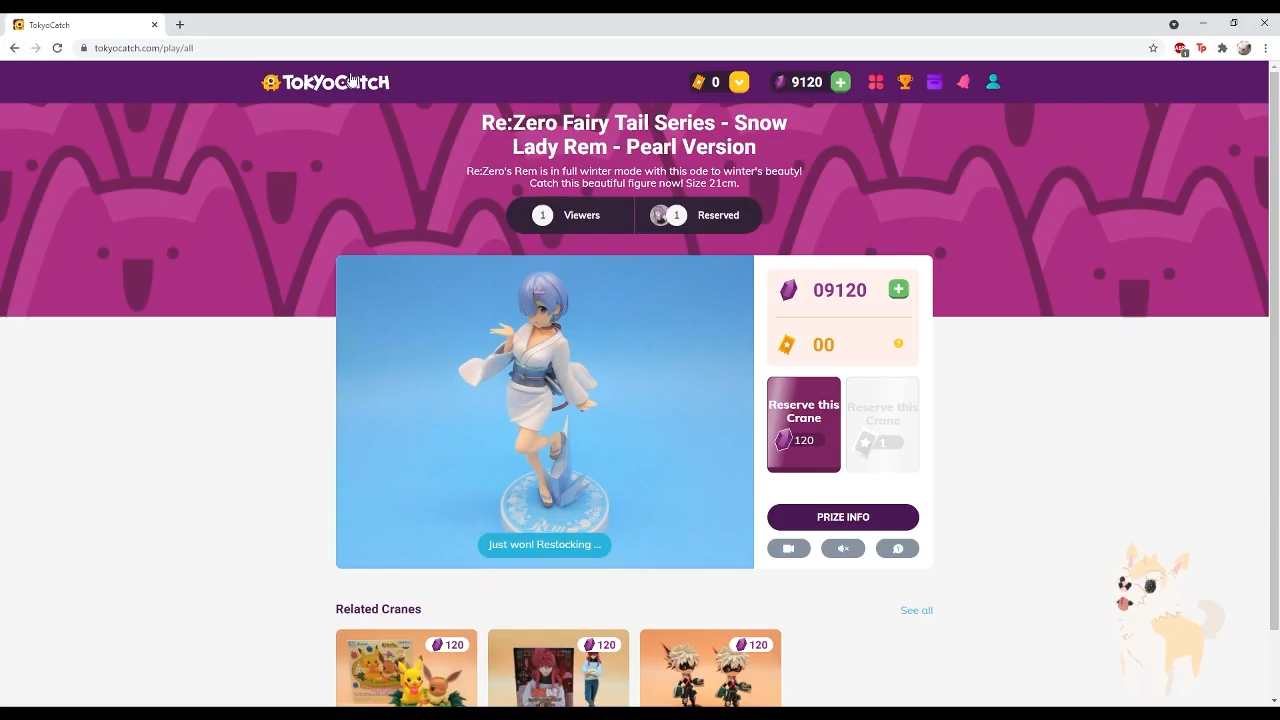 TokyoCatch
tokyocatch.com/play/all
TOKYOCATCH
0
9120
Re:Zero Fairy Tail Series - Snow
Lady Rem - Pearl Version
Re:Zero's Rem is in full winter mode with this ode to winter's beauty!
Catch this beautiful figure now! Size 21cm.
1 Viewers
1 Reserved
09120
00
Reserve this
Crane
120
Reserve this
Crane
1
Just won! Restocking ...
PRIZE INFO
Related Cranes
See all
120
120
120